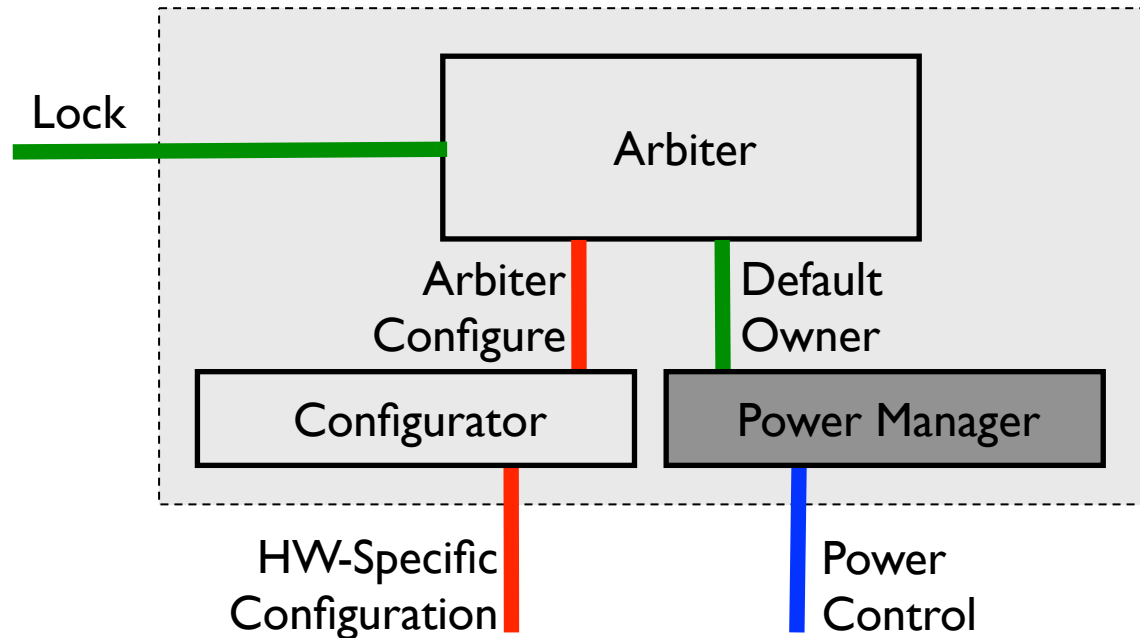 Lock
Arbiter
Arbiter
Configure
Default
Owner
Configurator
Power Manager
HW-Specific
Configuration
Power
Control